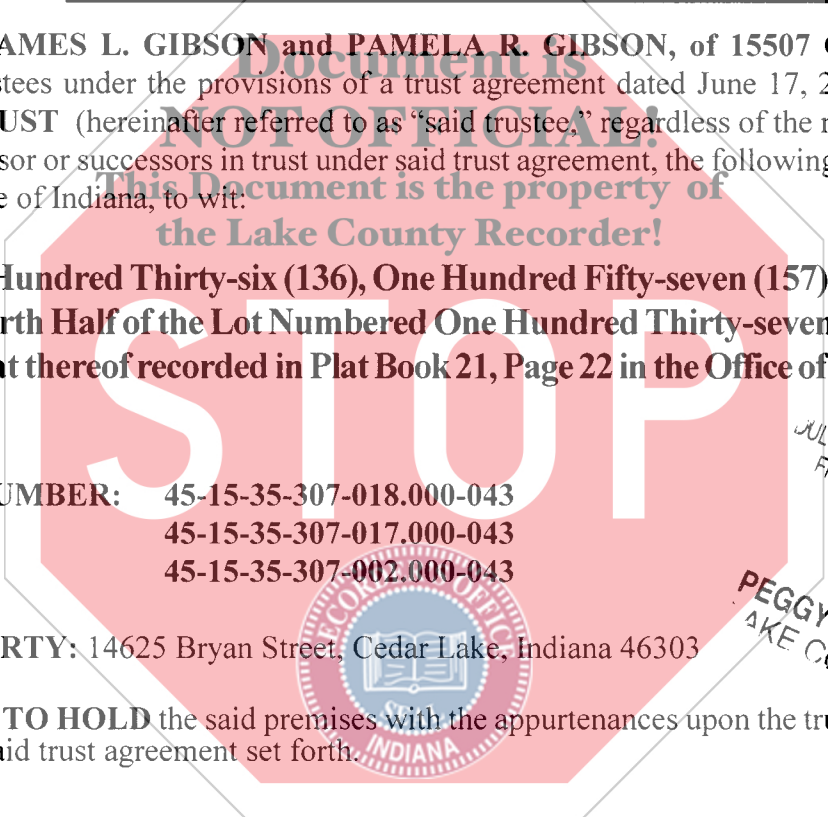 AMES L. GIBSON and PAMELA R. GIBSON, of 15507
Document is
stees under the provisions of a trust agreement dated June 17, 2
UST (hereinafter referred to as “said trustee,” regardless of the
NOT OFFICIAL!
sor or successors in trust under said trust agreement, the following
This Document is the property of
e of Indiana, to wit:
the Lake County Recorder!
Hundred Thirty-six (136), One Hundred Fifty-seven (157)
rth Half of the Lot Numbered One Hundred Thirty-seven
at thereof recorded in Plat Book 21, Page 22 in the Office of
STOP
JUL
UMBER: 45-15-35-307-018.000-043
45-15-35-307-017.000-043
45-15-35-307-002.000-043
PEGGY
AKE CO
RECORDER'S OFFICE
RTY: 14625 Bryan Street, Cedar Lake, Indiana 46303
SEAL
TO HOLD the said premises with the appurtenances upon the tru
INDIANA
aid trust agreement set forth.